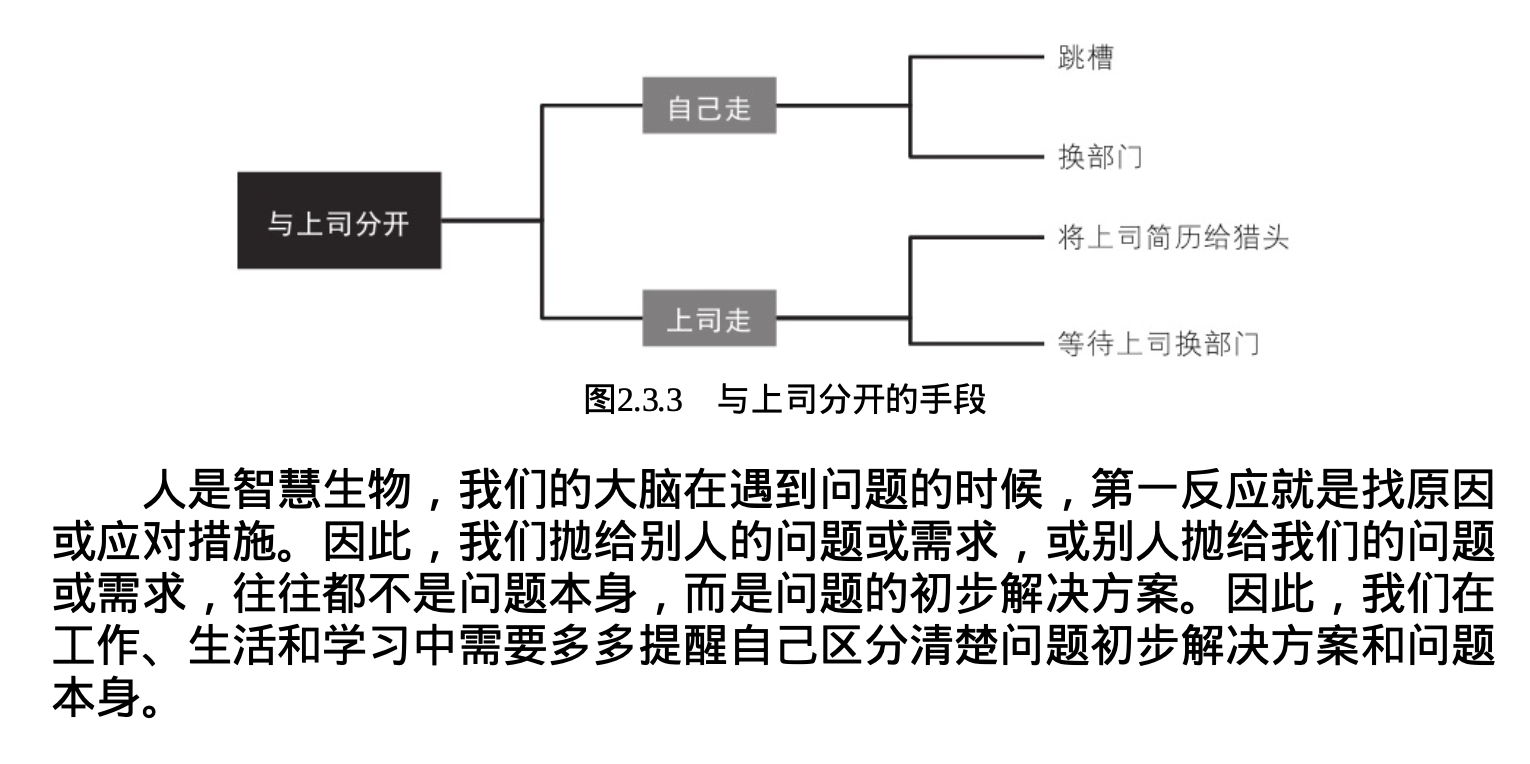 跳槽
自己走
换部门
与上司分开
将上司简历给猎头
上司走
等待上司换部门
图2.3.3 与上司分开的手段
人是智慧生物，我们的大脑在遇到问题的时候，第一反应就是找原因
或应对措施。因此，我们抛给别人的问题或需求，或别人抛给我们的问题
或需求，往往都不是问题本身，而是问题的初步解决方案。因此，我们在
工作、生活和学习中需要多多提醒自己区分清楚问题初步解决方案和问题
本身。